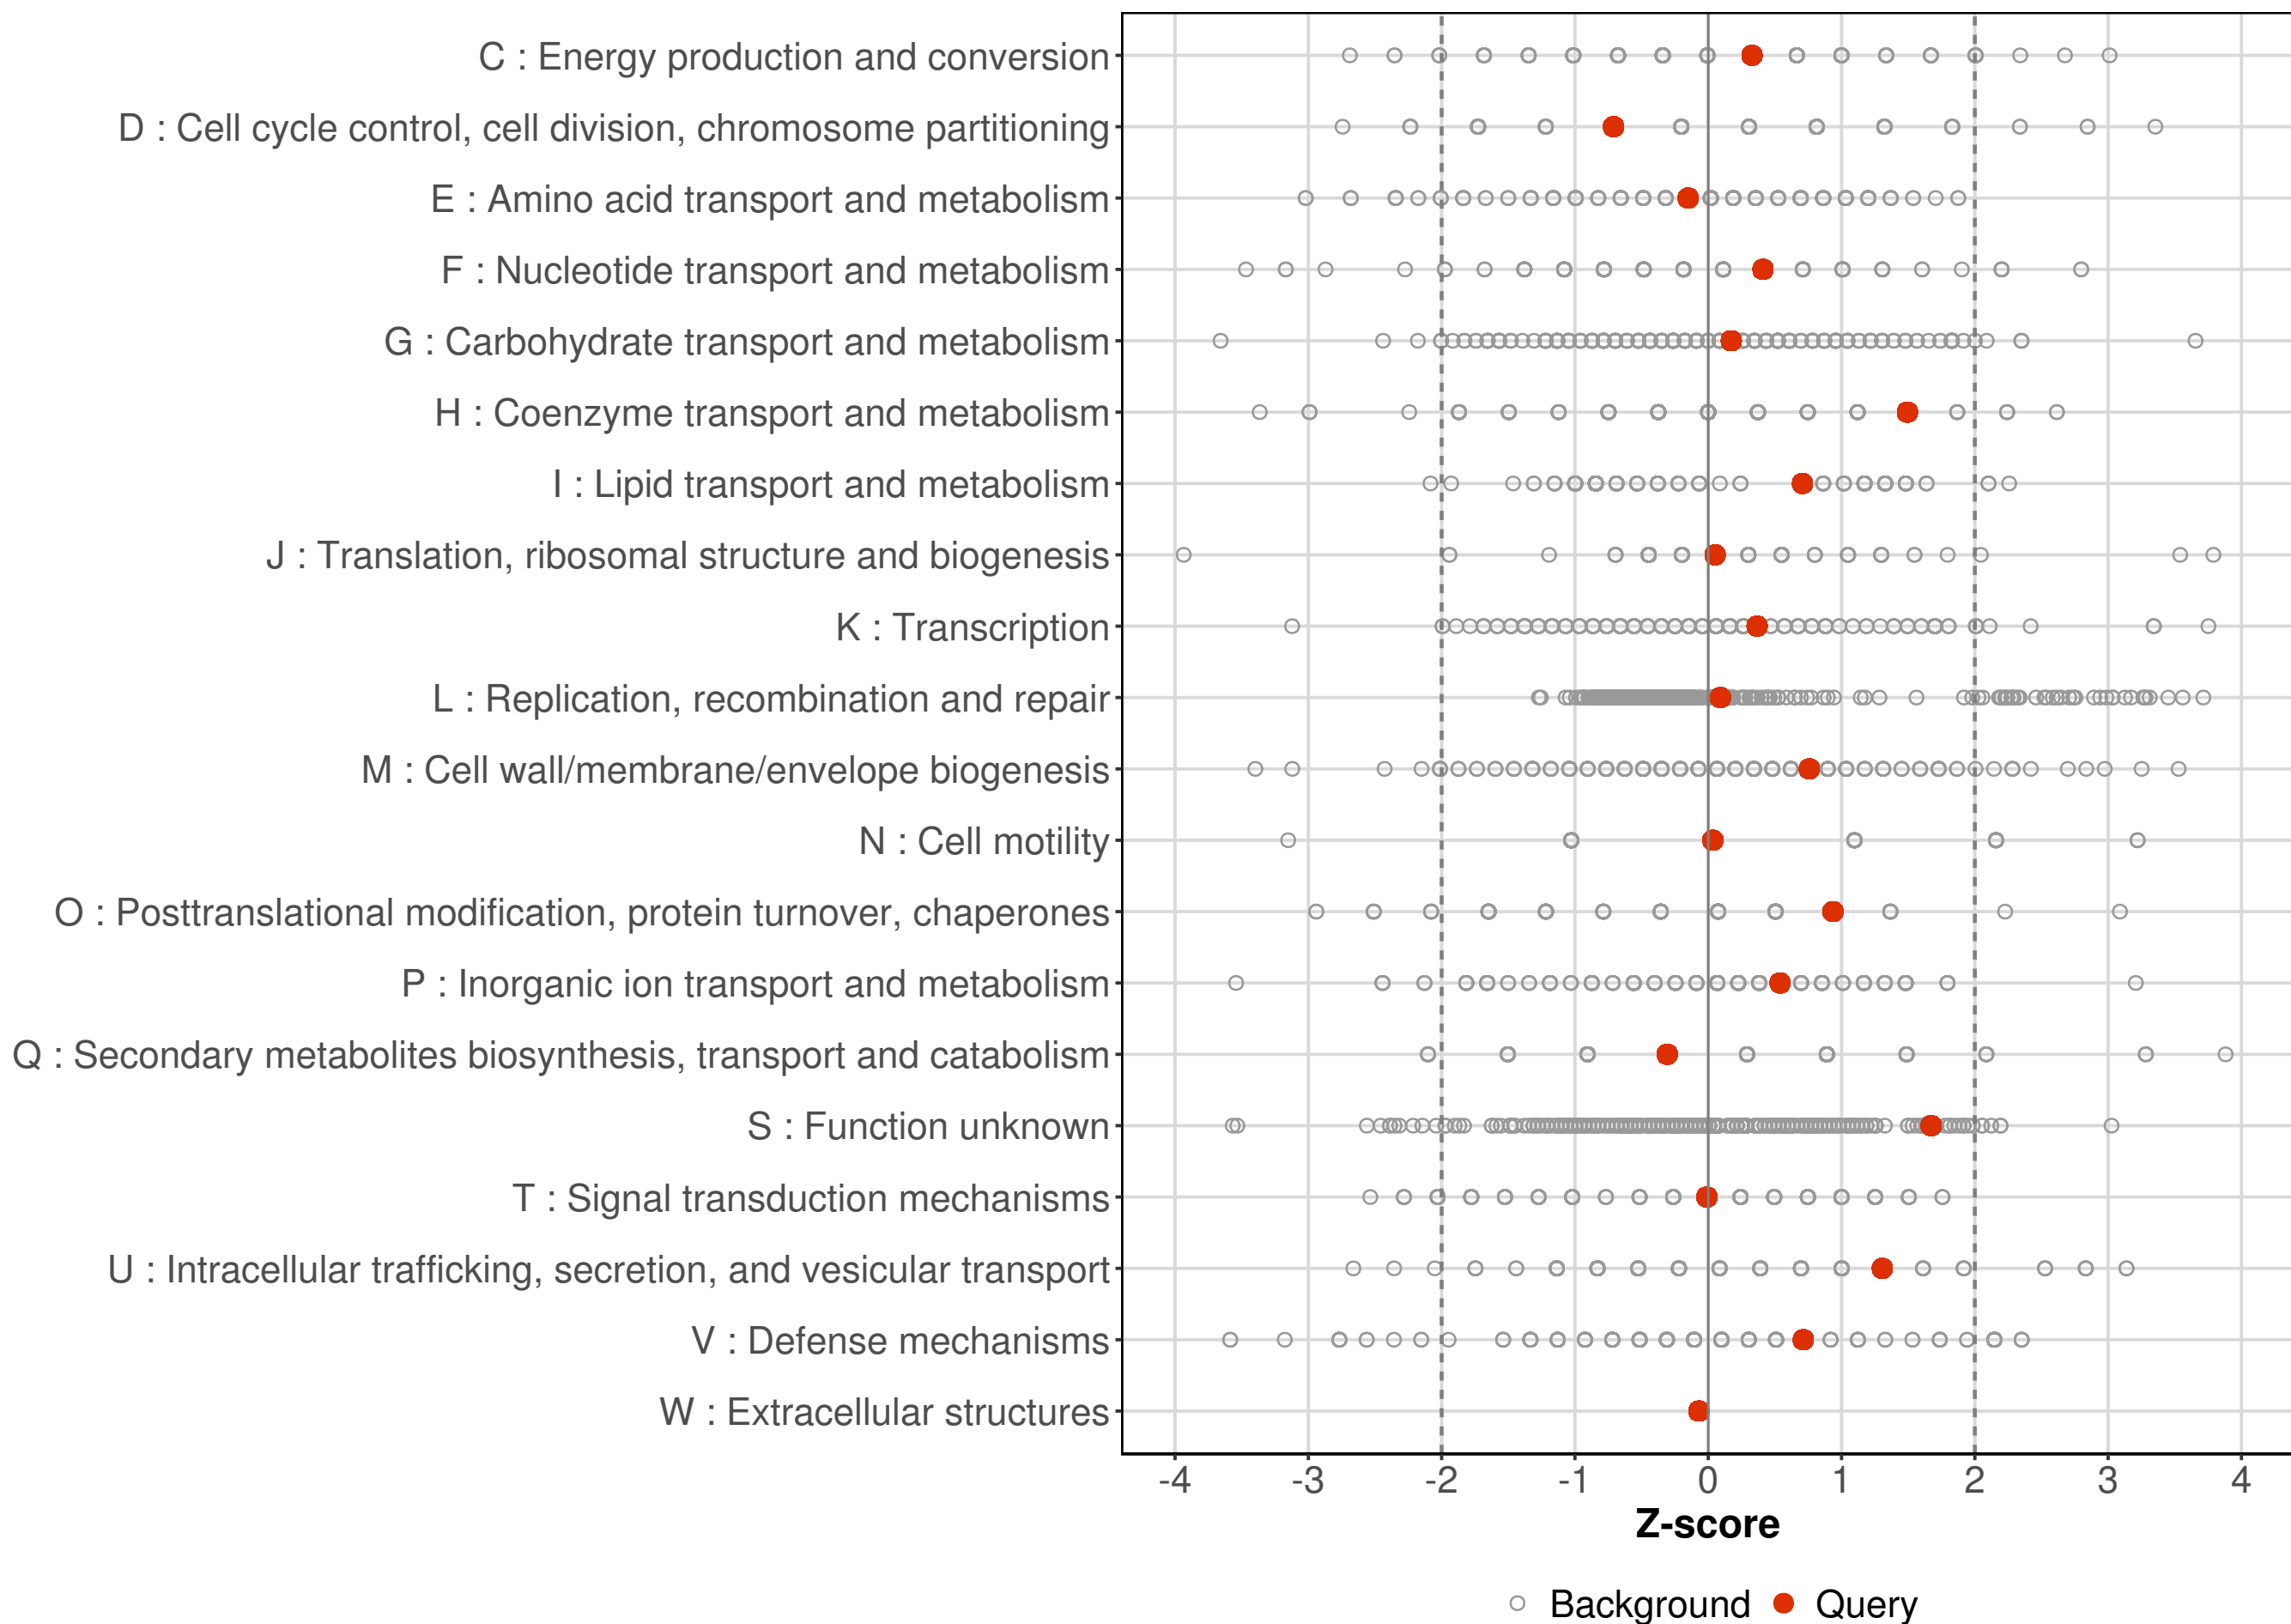 C : Energy production and conversion
D : Cell cycle control, cell division, chromosome partitioning
E : Amino acid transport and metabolism
F : Nucleotide transport and metabolism
G : Carbohydrate transport and metabolism
H : Coenzyme transport and metabolism
I : Lipid transport and metabolism
J : Translation, ribosomal structure and biogenesis
K : Transcription
L : Replication, recombination and repair
M : Cell wall/membrane/envelope biogenesis
N : Cell motility
O : Posttranslational modification, protein turnover, chaperones
P : Inorganic ion transport and metabolism
Q : Secondary metabolites biosynthesis, transport and catabolism
S : Function unknown
T : Signal transduction mechanisms
U : Intracellular trafficking, secretion, and vesicular transport
V : Defense mechanisms
W : Extracellular structures
-4 -3 -2 -1 0 1 2 3 4
Z-score
Background Query